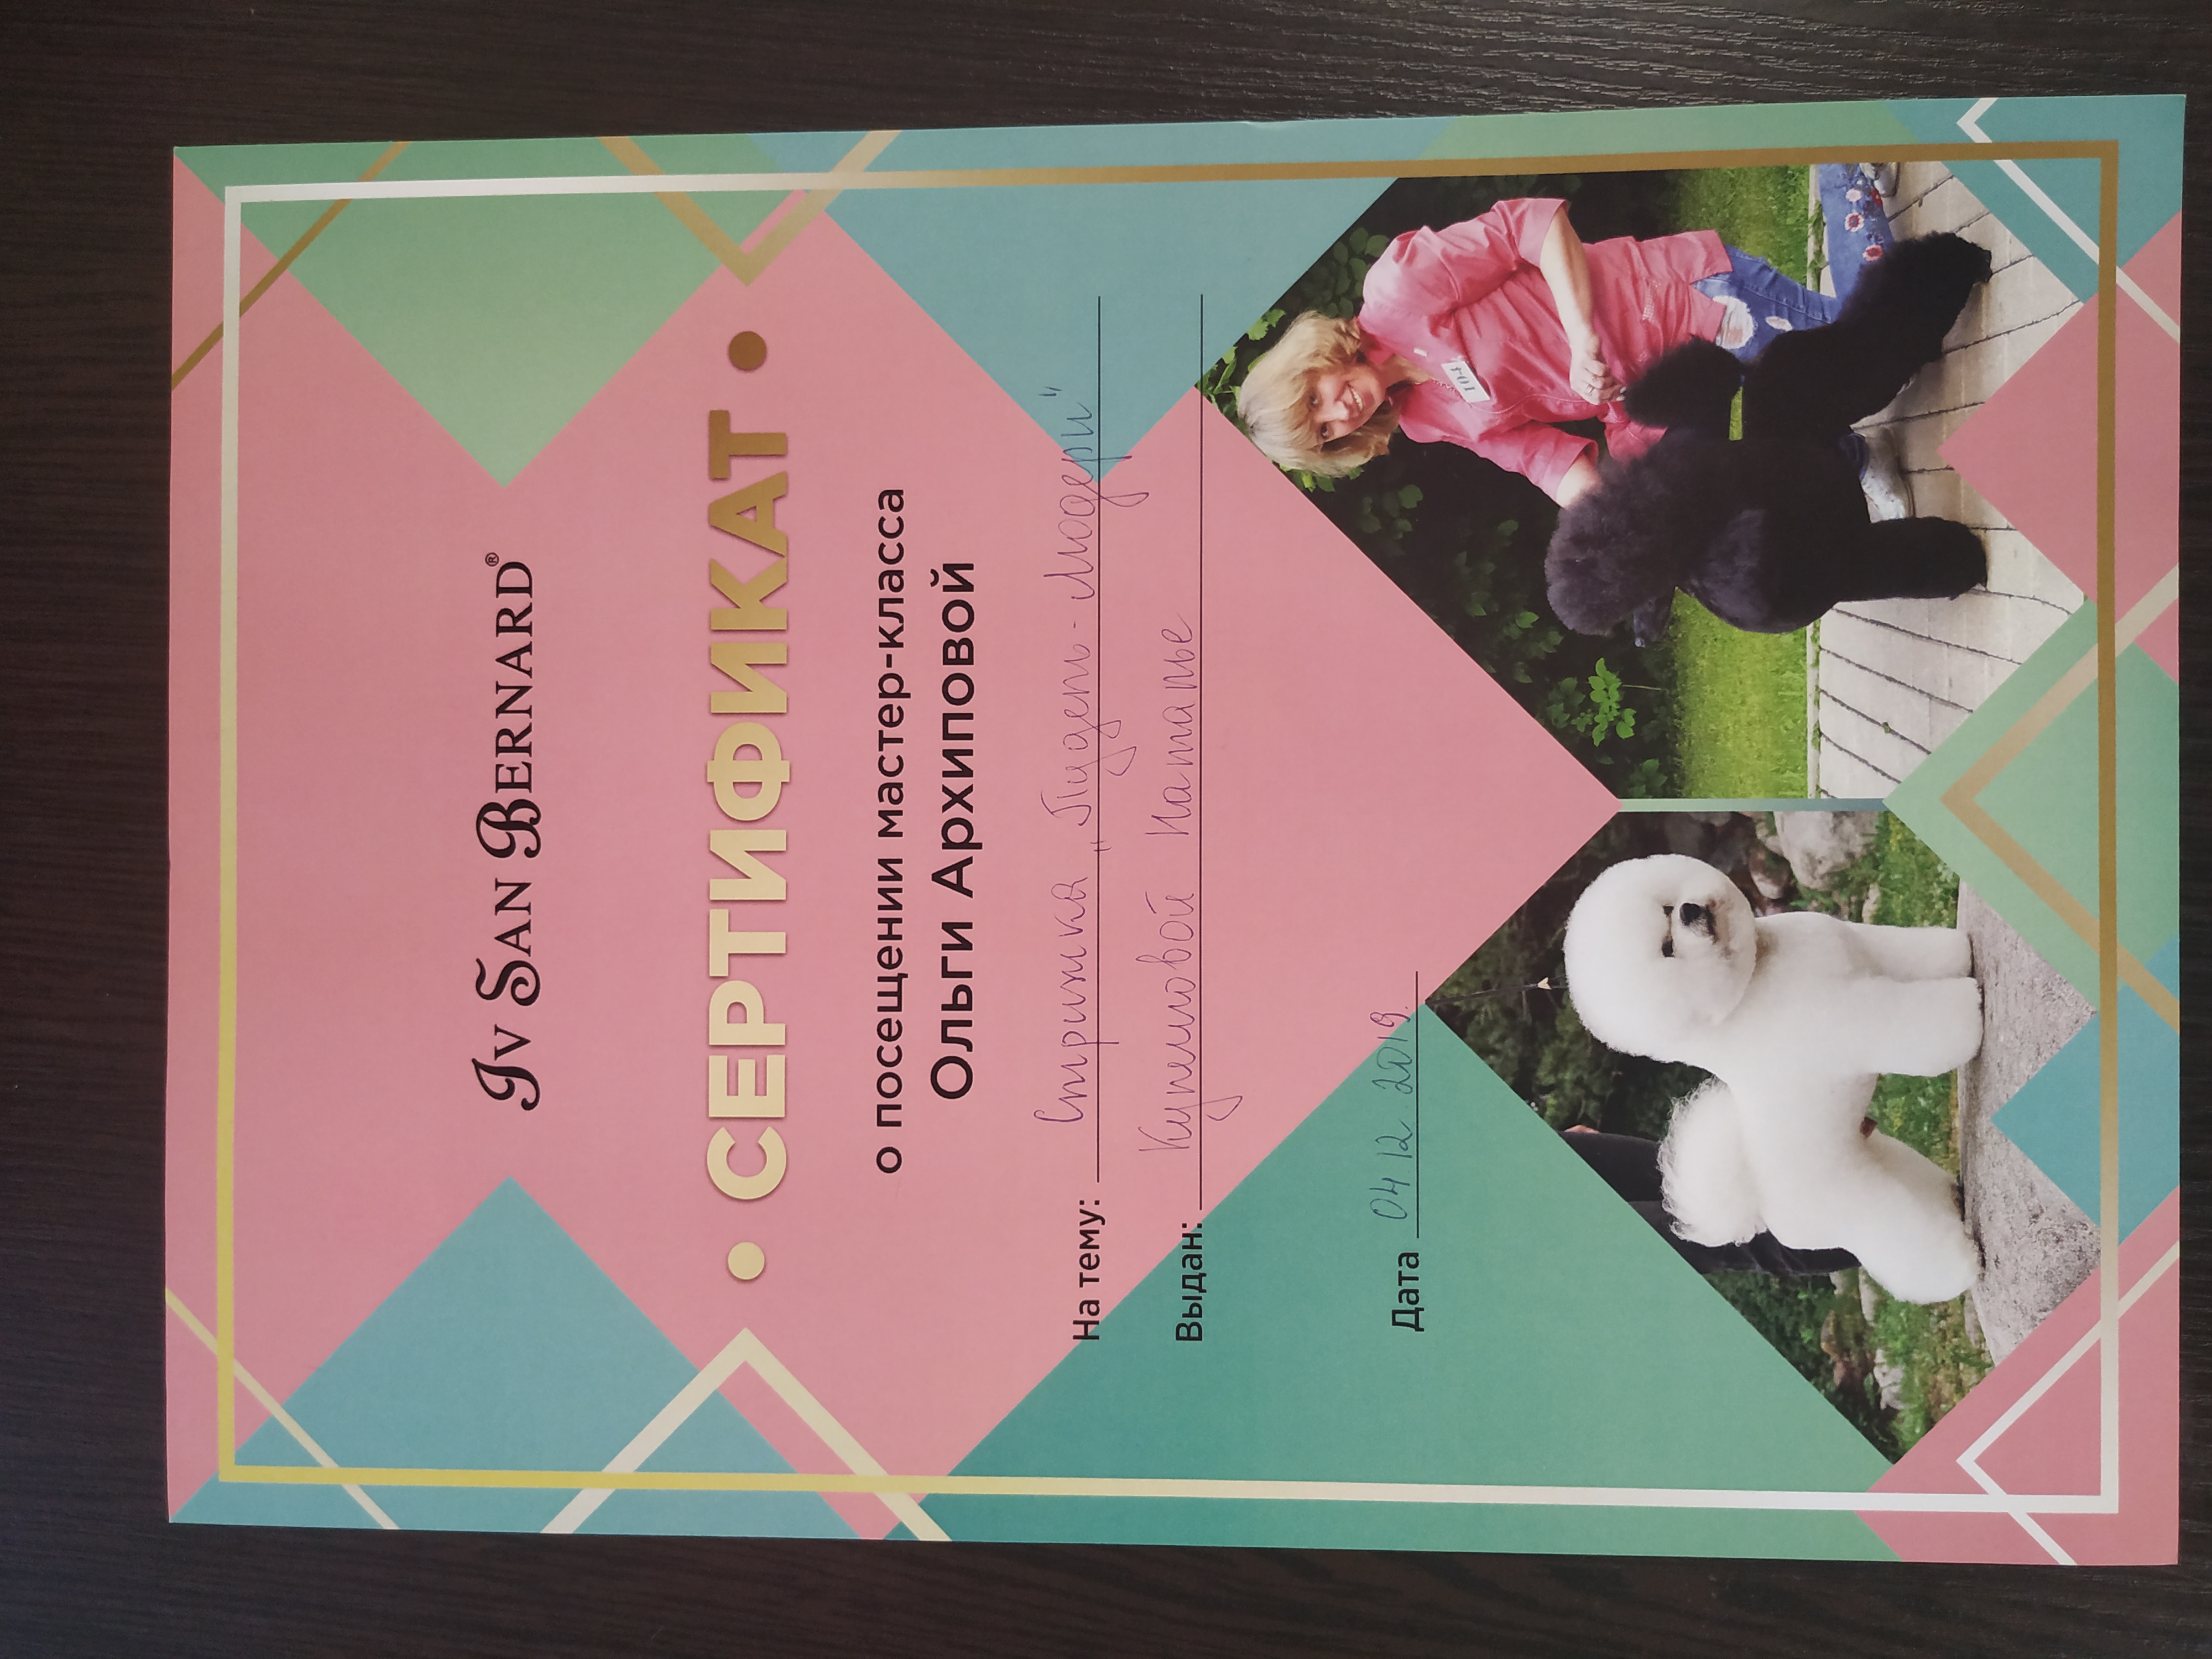 Iv San Bernard®
• СЕРТИФИКАТ •
о посещении мастер-класса
Ольги Архиповой
На тему: Стрижка „Пудель-Модерн"
Выдан: Наталье
Дата 04.12.2019.
104